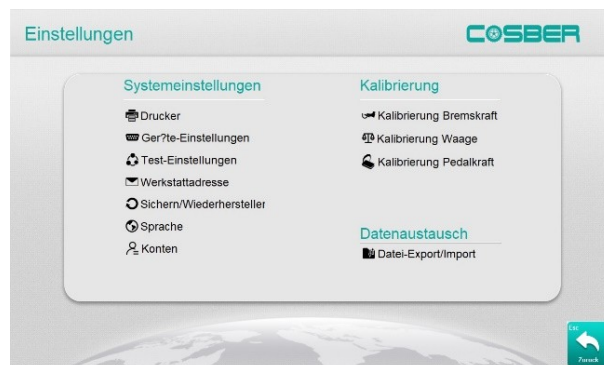 Einstellungen
COSBER
Systemeinstellungen
Drucker
Ger?te-Einstellungen
Test-Einstellungen
Werkstattadresse
Sichern/Wiederhersteller
Sprache
Konten
Kalibrierung
Kalibrierung Bremskraft
Kalibrierung Waage
Kalibrierung Pedalkraft
Datenaustausch
Datei-Export/Import
Esc
Zurück